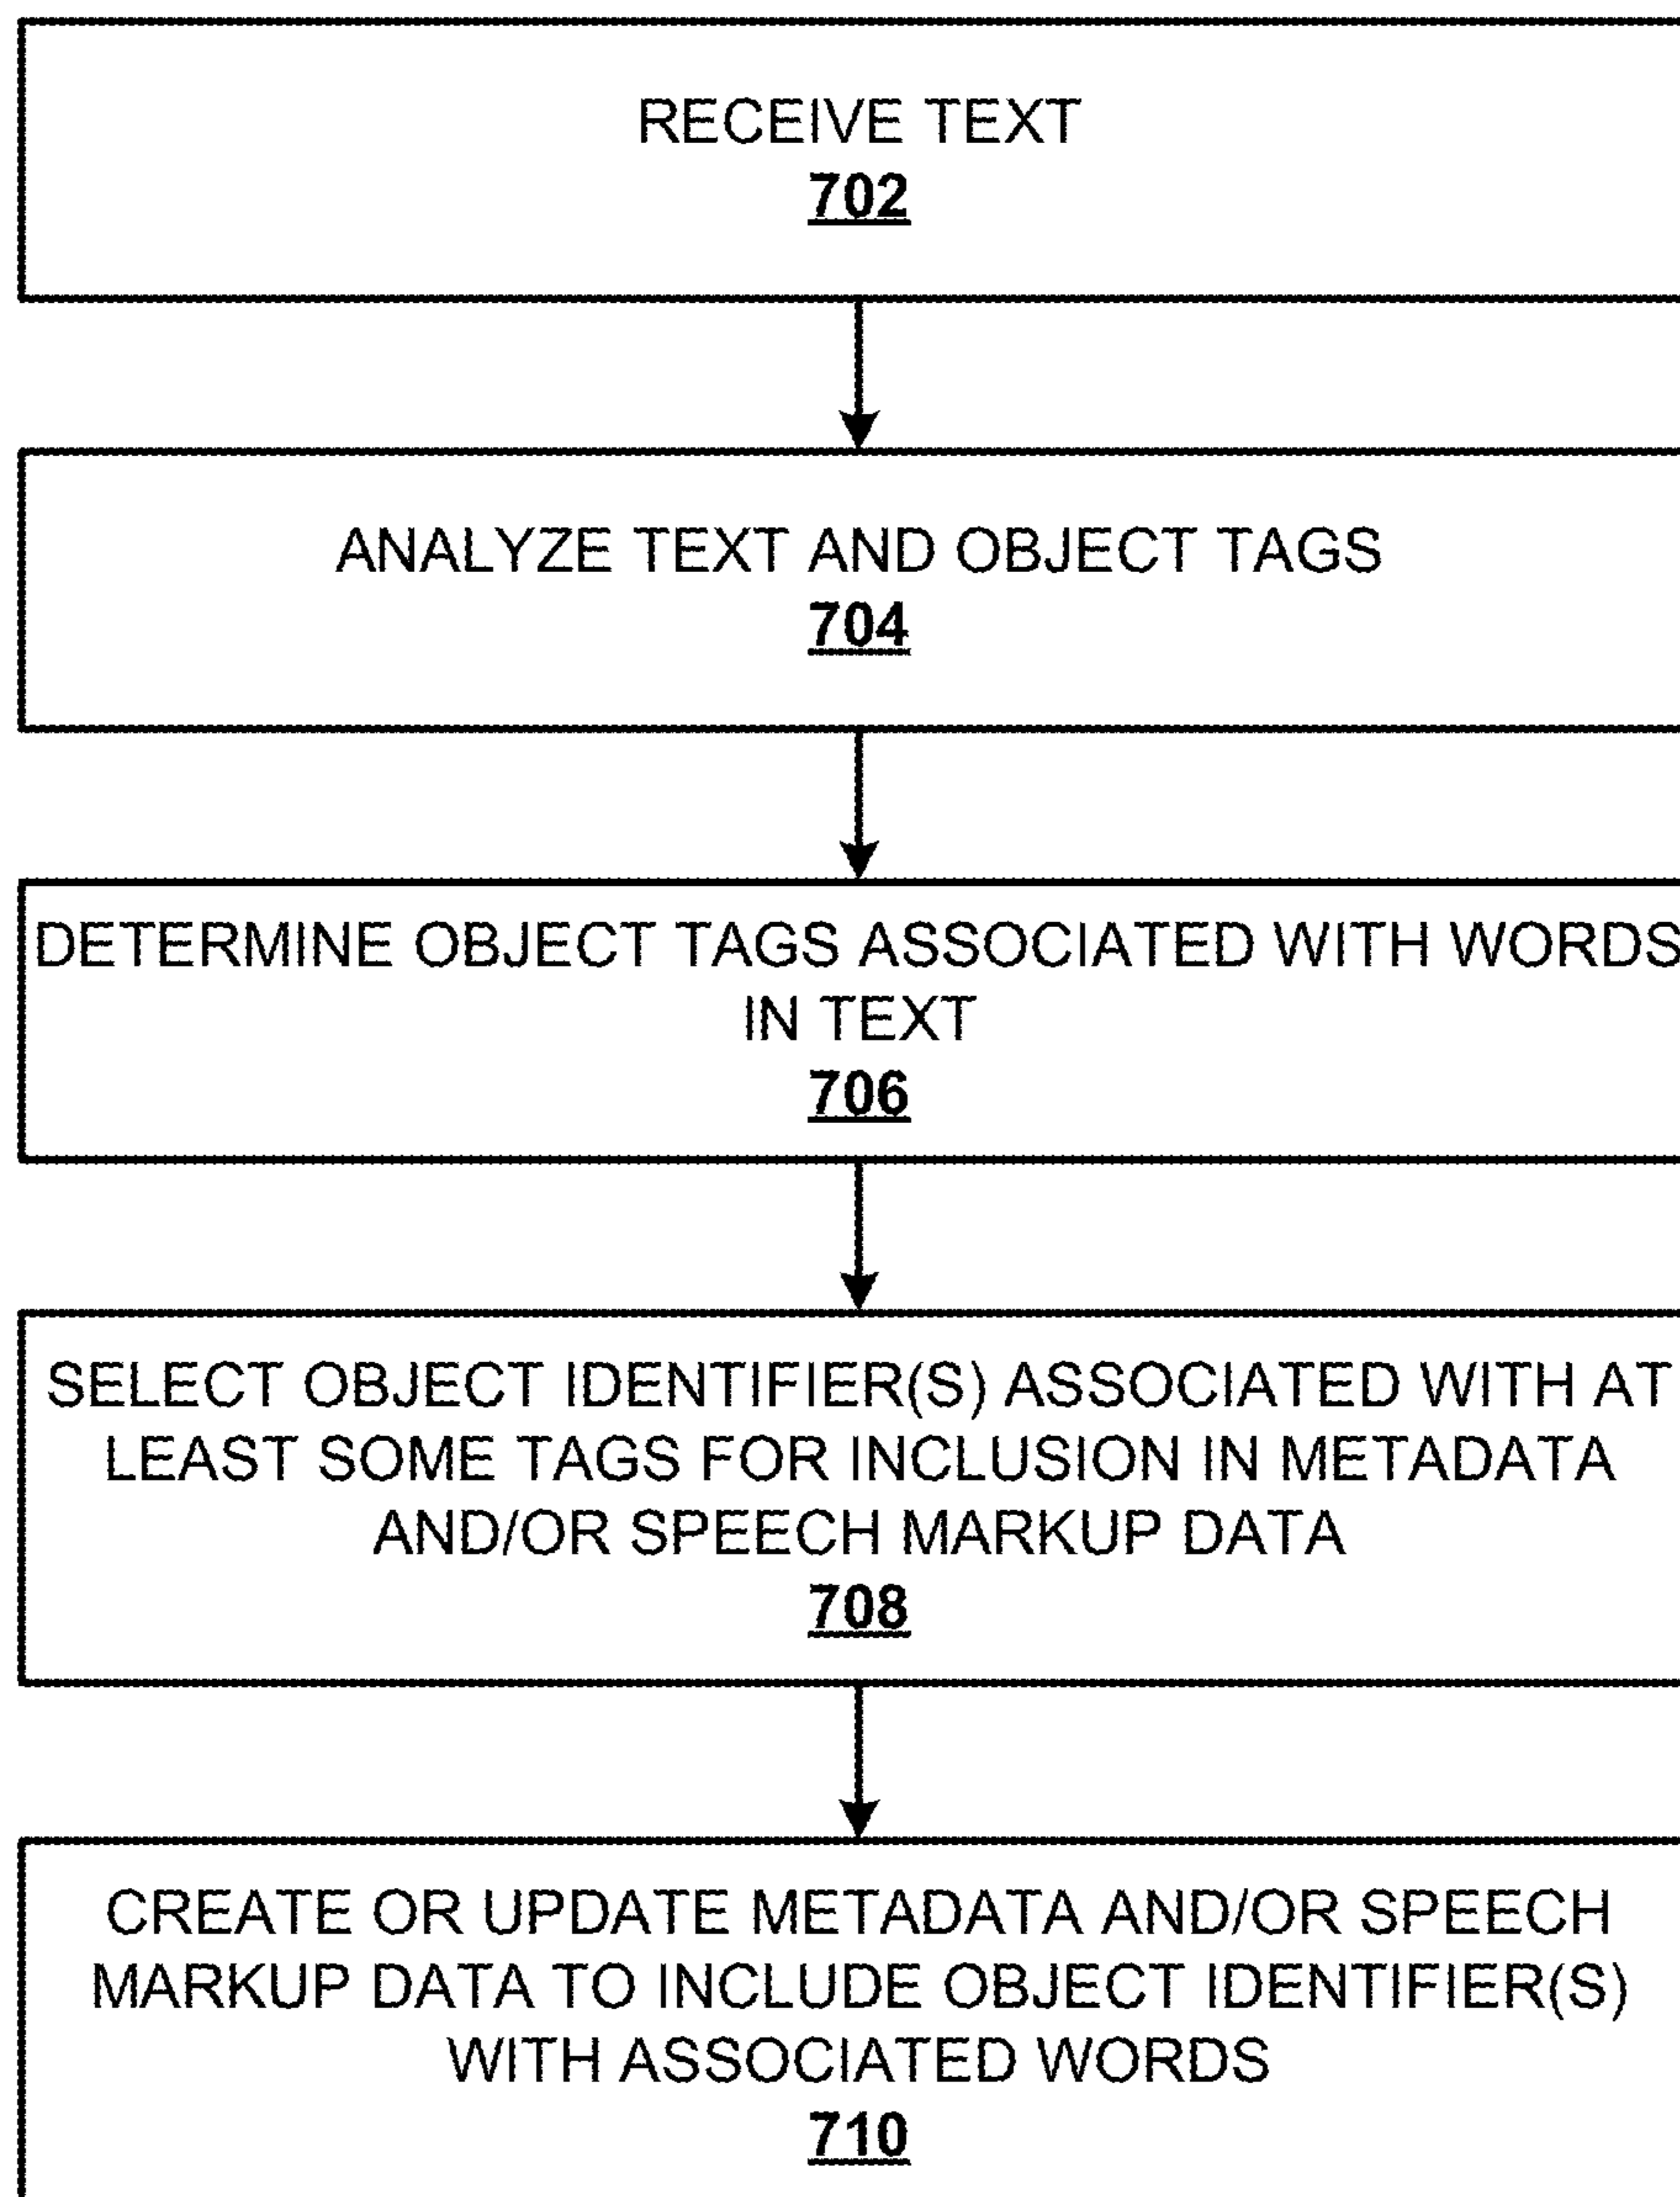 RECEIVE TEXT
702
ANALYZE TEXT AND OBJECT TAGS
704
DETERMINE OBJECT TAGS ASSOCIATED WITH WORDS
IN TEXT
706
SELECT OBJECT IDENTIFIER(S) ASSOCIATED WITH AT
LEAST SOME TAGS FOR INCLUSION IN METADATA
AND/OR SPEECH MARKUP DATA
708
CREATE OR UPDATE METADATA AND/OR SPEECH
MARKUP DATA TO INCLUDE OBJECT IDENTIFIER(S)
WITH ASSOCIATED WORDS
710